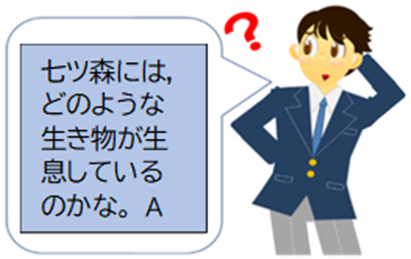 七ツ森には，
どのような
生き物が生
息している
のかな。Ａ
?